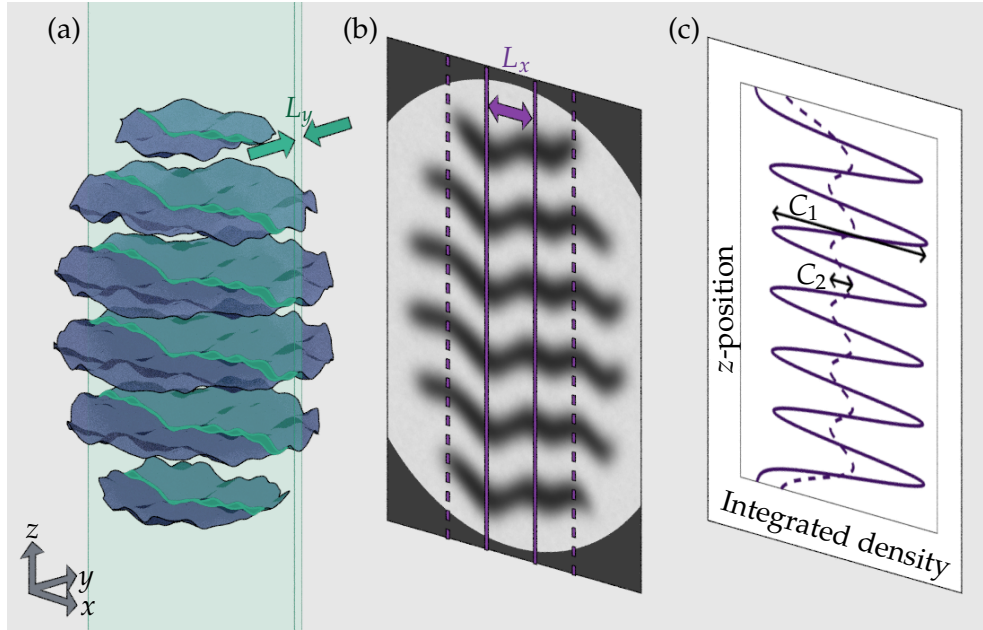 (a)
(b)
(c)
L_y
L_x
C_1
C_2
z-position
Integrated density
z
y
x